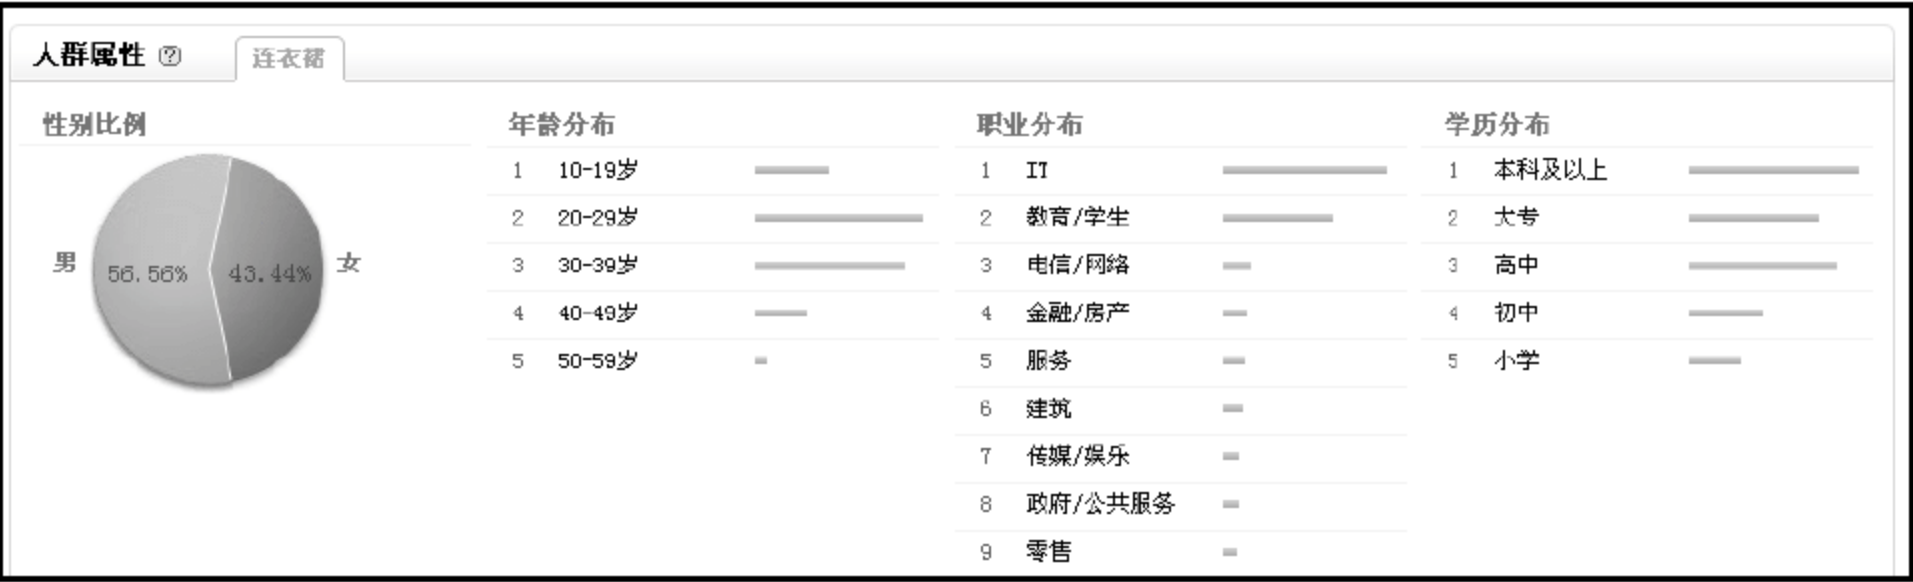 人群属性 ? 连衣裙
性别比例
男 56.56% 43.44% 女
年龄分布
1 10-19岁
2 20-29岁
3 30-39岁
4 40-49岁
5 50-59岁
职业分布
1 IT
2 教育/学生
3 电信/网络
4 金融/房产
5 服务
6 建筑
7 传媒/娱乐
8 政府/公共服务
9 零售
学历分布
1 本科及以上
2 大专
3 高中
4 初中
5 小学